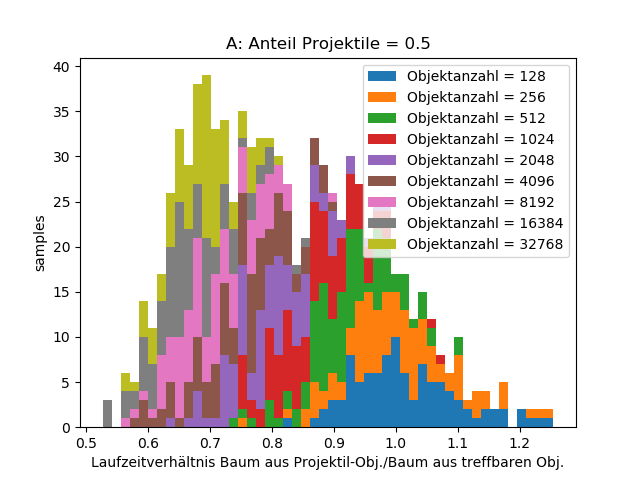 A: Anteil Projektile = 0.5
40
35
30
25
20
15
10
5
0
samples
Objektanzahl = 128
Objektanzahl = 256
Objektanzahl = 512
Objektanzahl = 1024
Objektanzahl = 2048
Objektanzahl = 4096
Objektanzahl = 8192
Objektanzahl = 16384
Objektanzahl = 32768
0.5 0.6 0.7 0.8 0.9 1.0 1.1 1.2
Laufzeitverhältnis Baum aus Projektil-Obj./Baum aus treffbaren Obj.